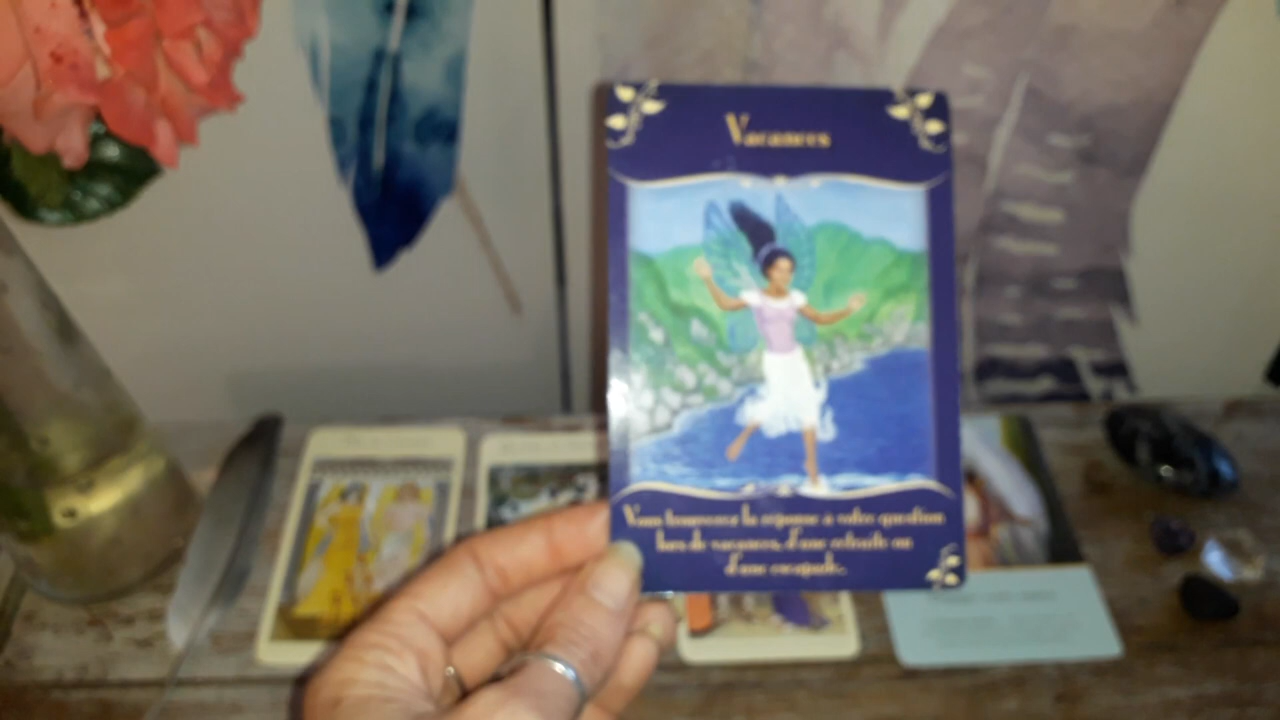 Vacances
Vous trouverez la réponse à votre question
lors de vacances, d'une retraite ou
d'une escapade.